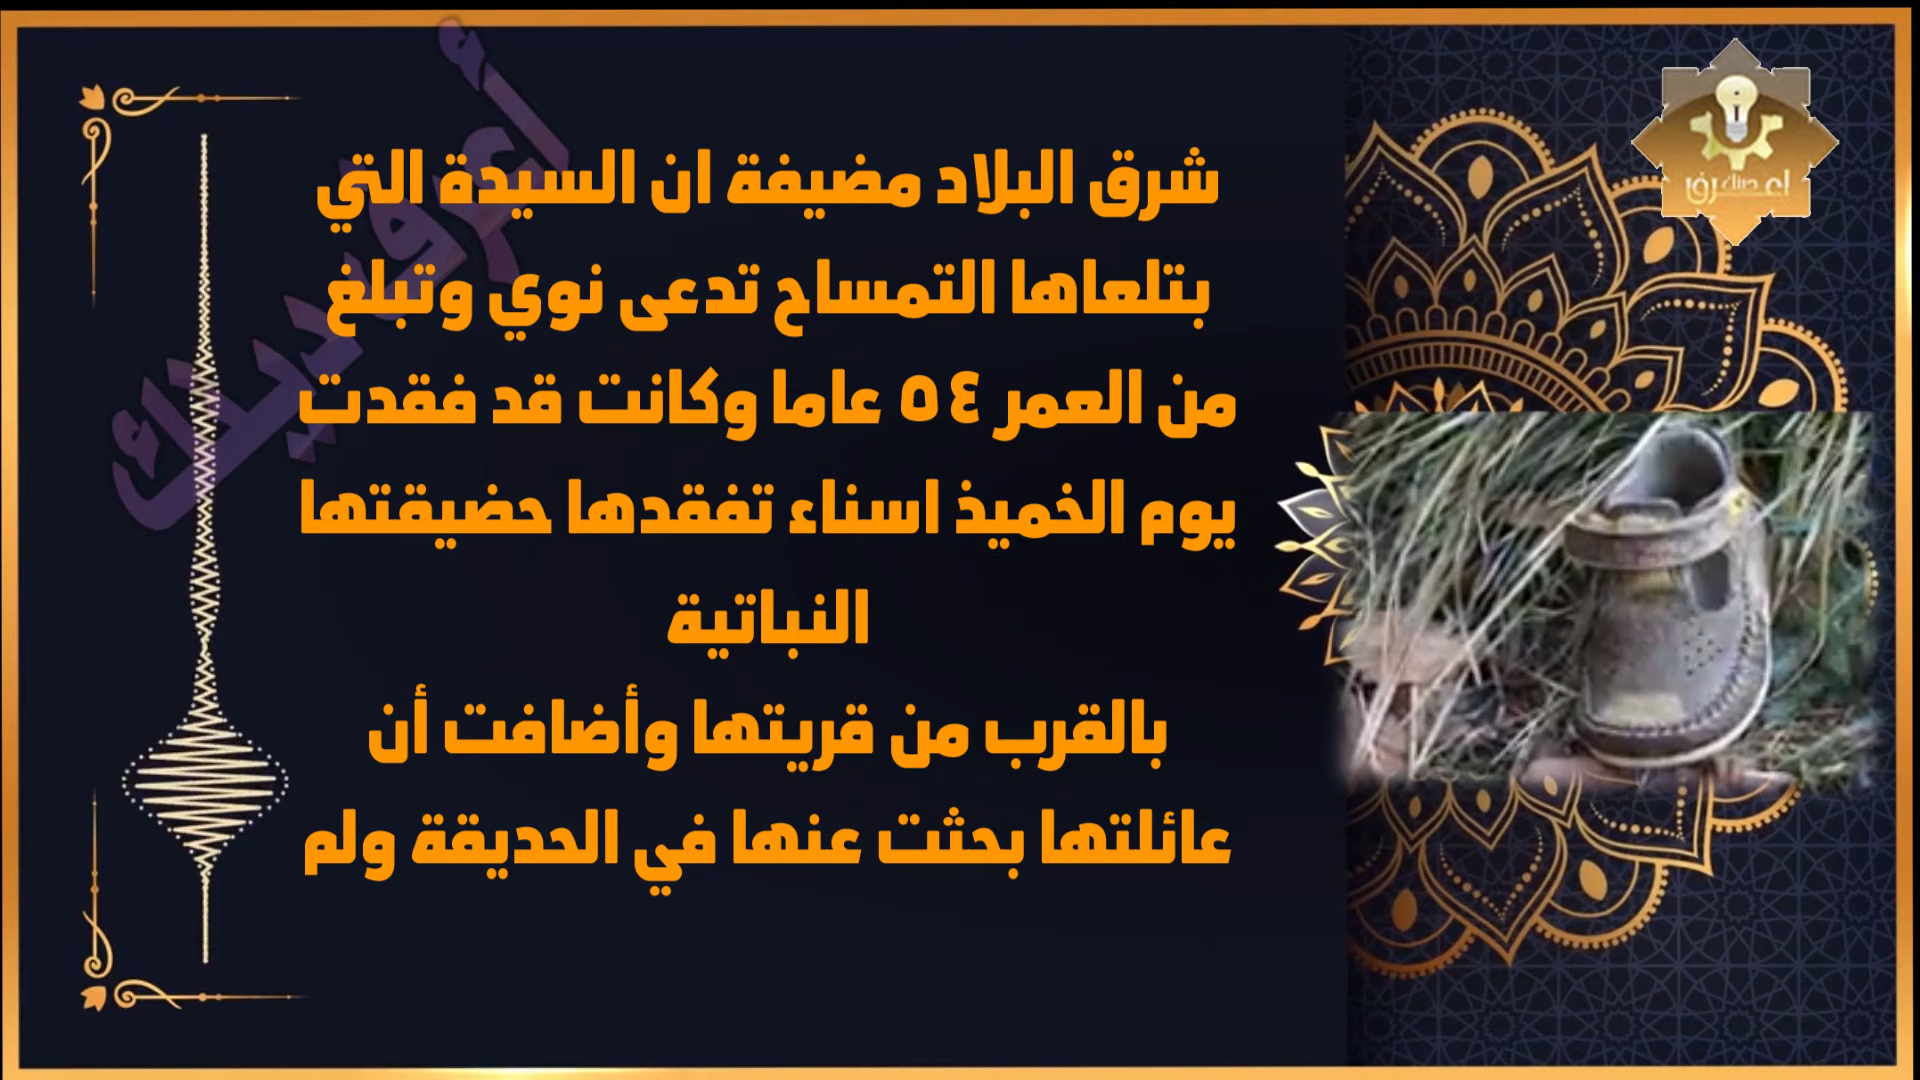 شرق البلاد مضيفة ان السيدة التي
بتلعاها التمساح تدعى نوي وتبلغ
من العمر ٥٤ عاما وكانت قد فقدت
يوم الخميذ اسناء تفقدها حضيقتها
النباتية
بالقرب من قريتها وأضافت أن
عائلتها بحثت عنها في الحديقة ولم